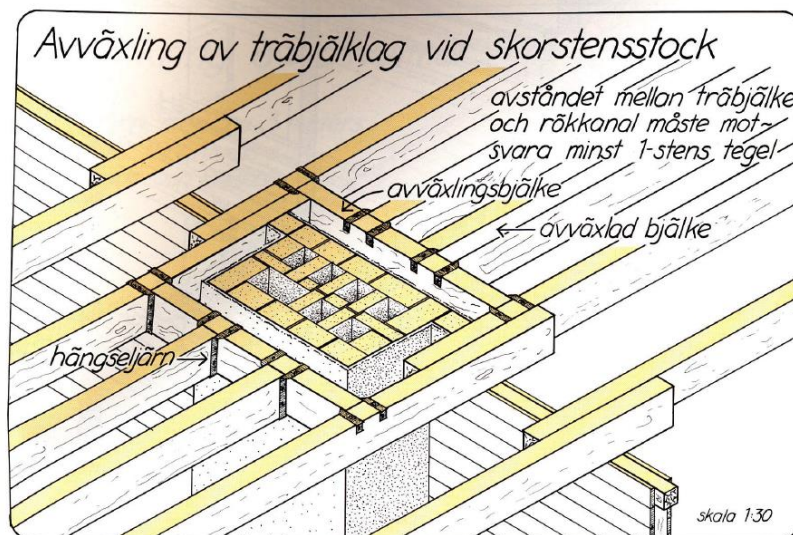 Avväxling av träbjälklag vid skorstensstock
avståndet mellan träbjälke
och rökkanal måste mot~
svara minst 1-stens tegel
avväxlingsbjälke
avväxlad bjälke
hängseljärn
skala 1:30